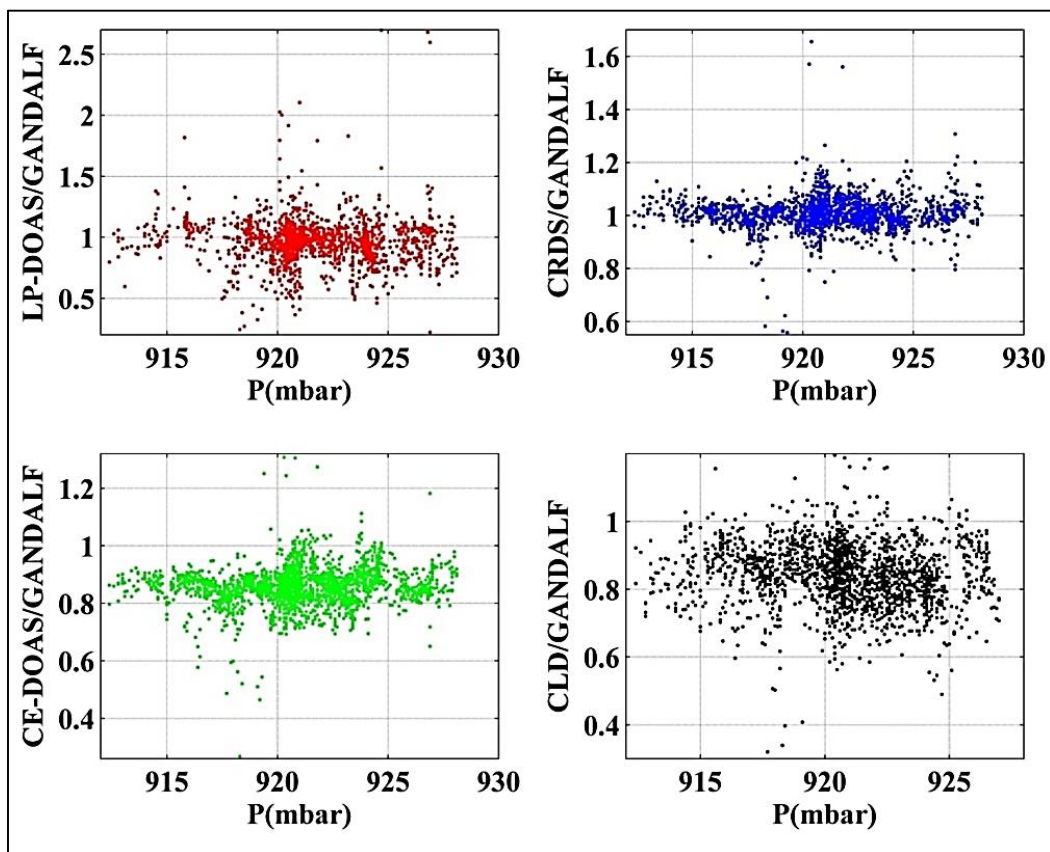 LP-DOAS/GANDALF
2.5
2
1.5
1
0.5
915 920 925 930
P(mbar)
CRDS/GANDALF
1.6
1.4
1.2
1
0.8
0.6
915 920 925 930
P(mbar)
CE-DOAS/GANDALF
1.2
1
0.8
0.6
0.4
915 920 925 930
P(mbar)
CLD/GANDALF
1
0.8
0.6
0.4
915 920 925
P(mbar)